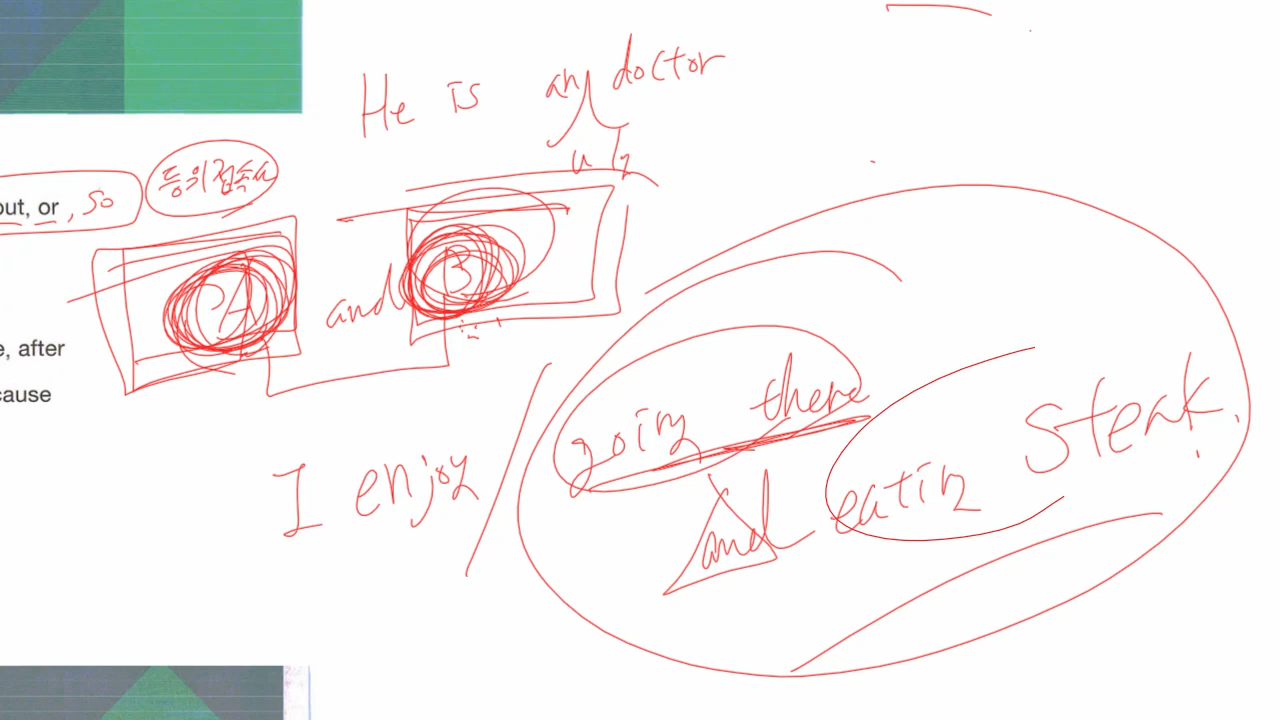 He is any doctor
등위접속사
out, or, so
A and B
e, after
cause
going there
I enjoy
and eating steak.